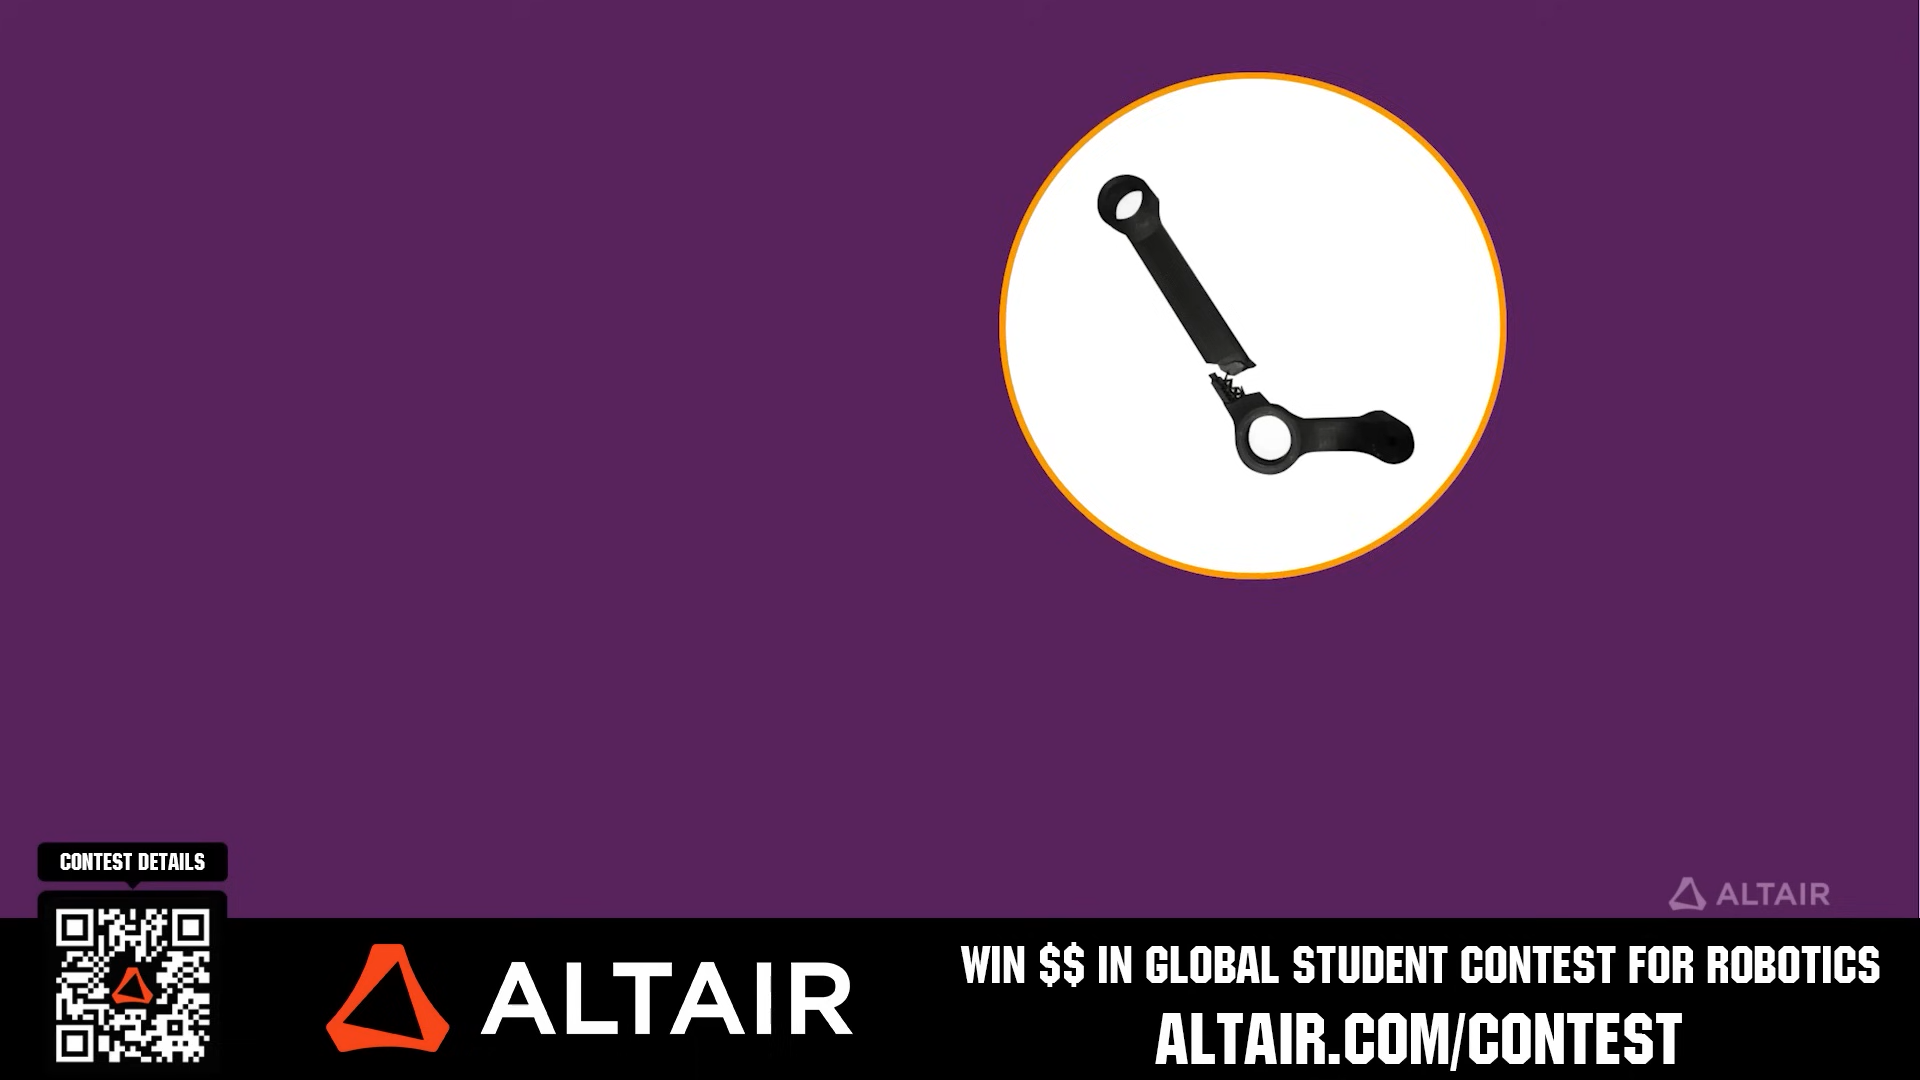 CONTEST DETAILS
ALTAIR
ALTAIR
WIN $$ IN GLOBAL STUDENT CONTEST FOR ROBOTICS
ALTAIR.COM/CONTEST